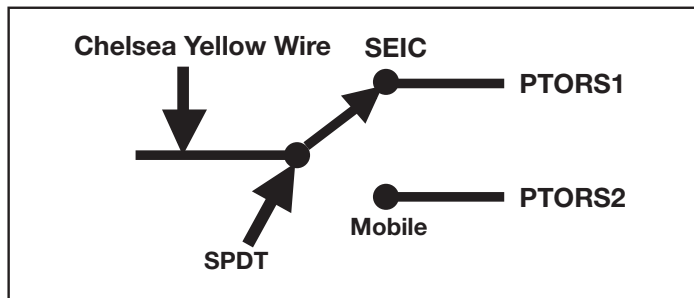 Chelsea Yellow Wire
SEIC
PTORS1
PTORS2
Mobile
SPDT